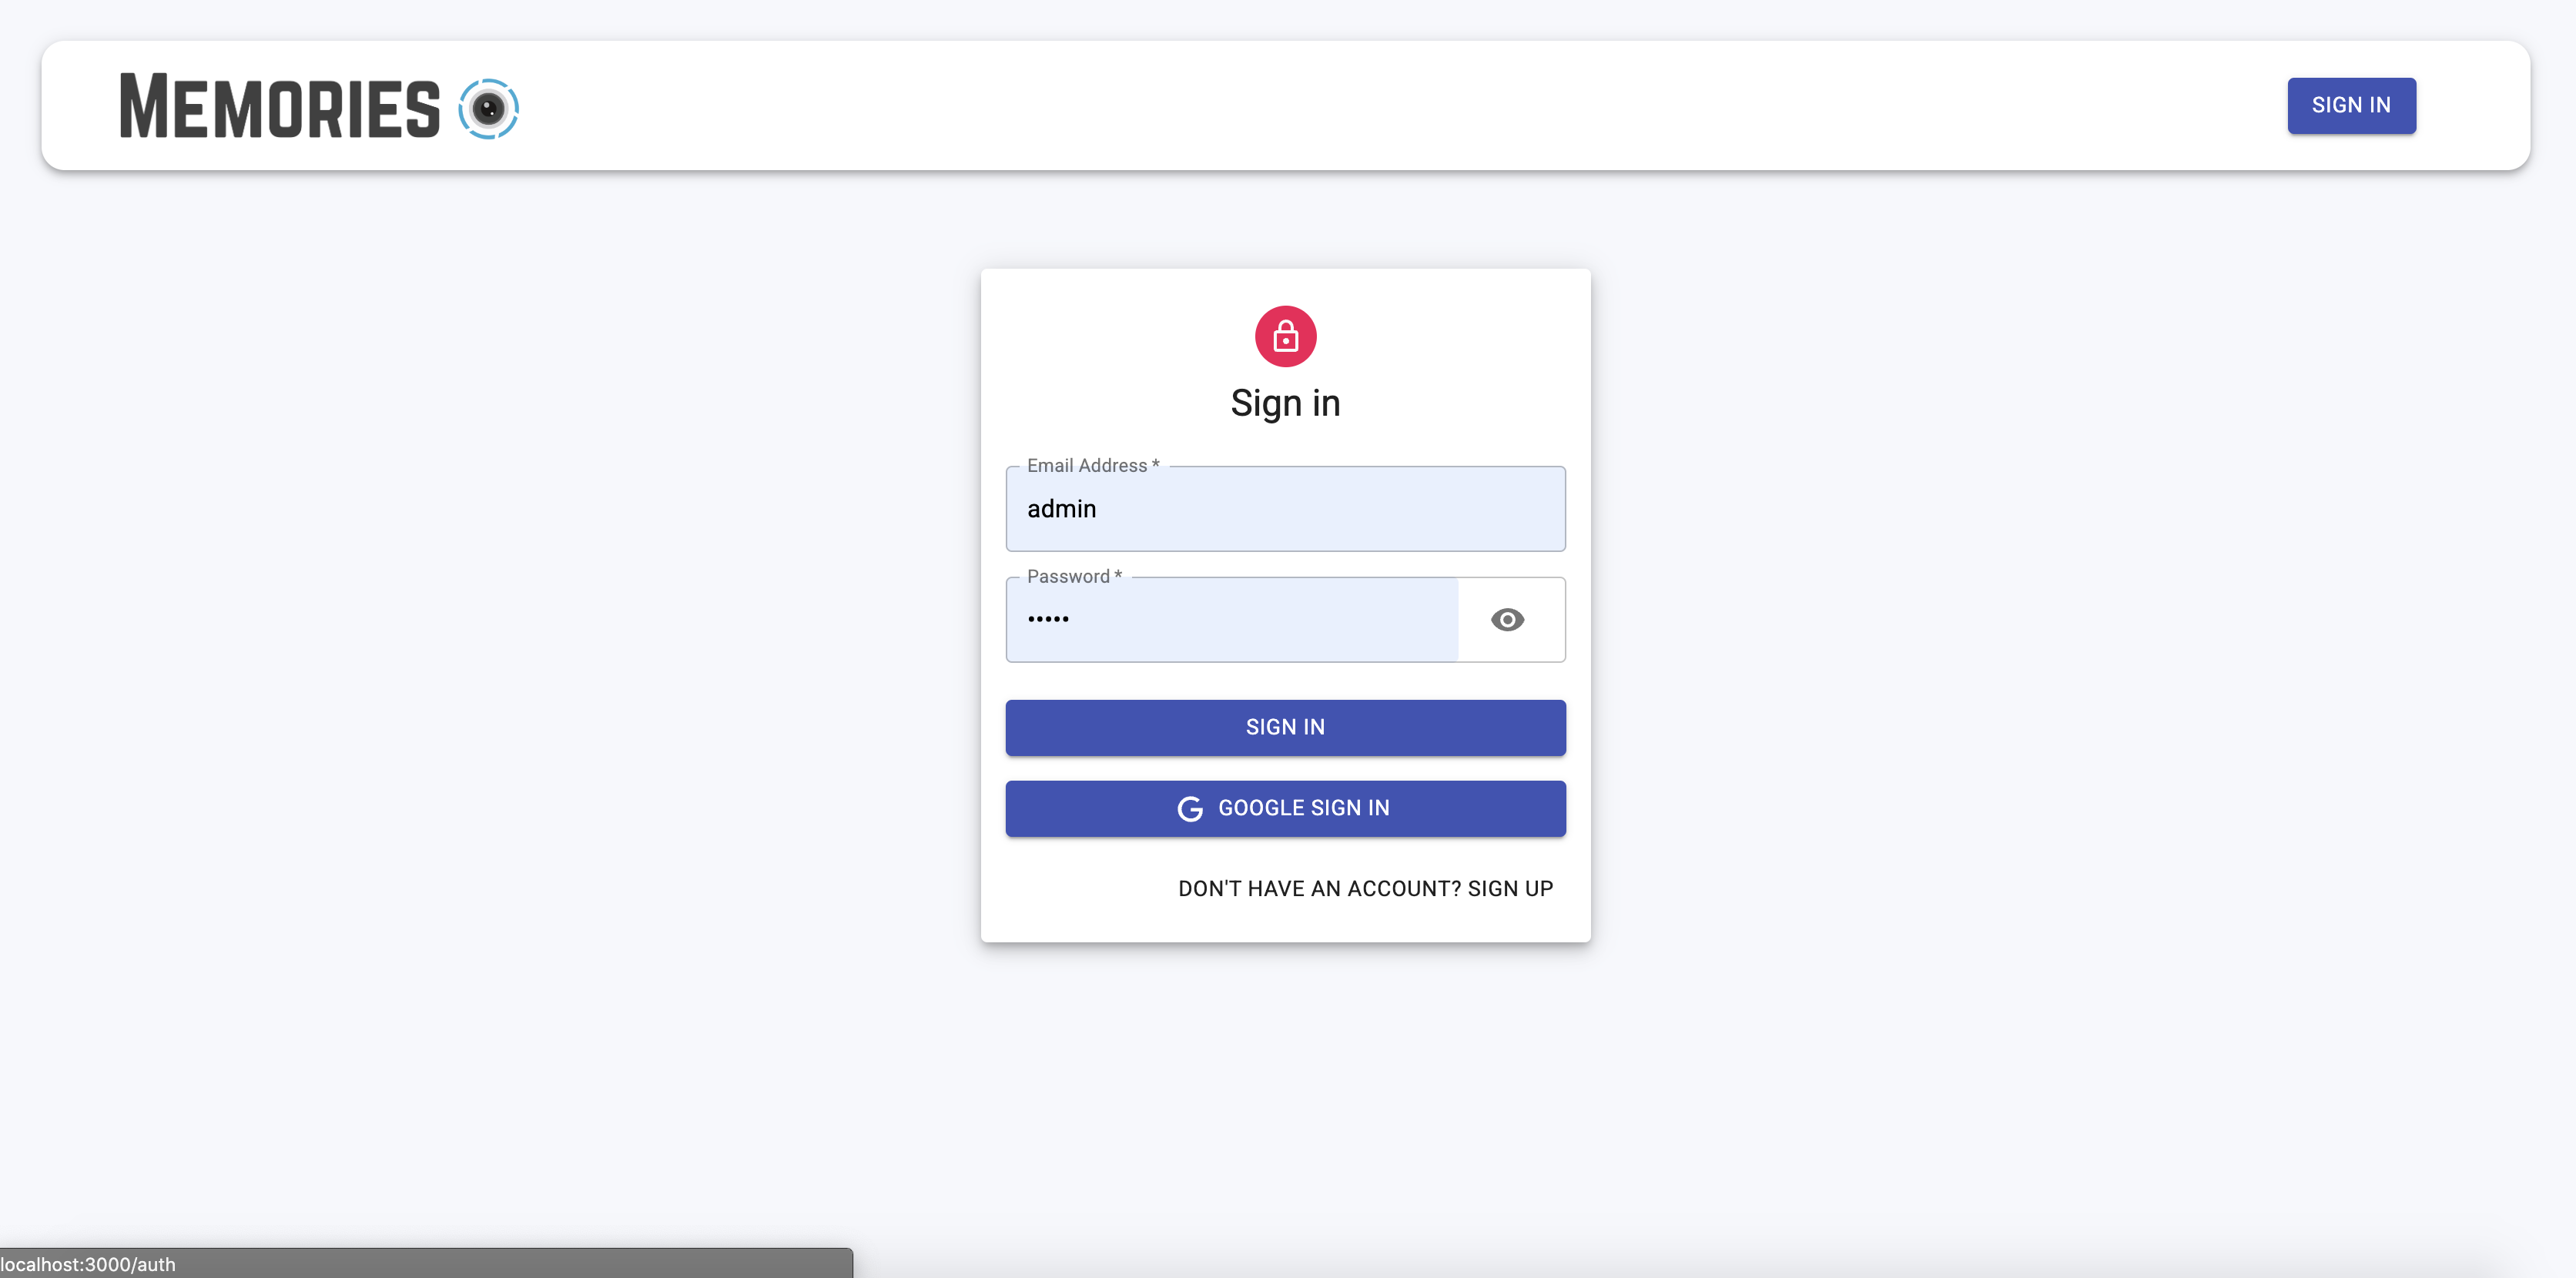 MEMORIES
SIGN IN
Sign in
Email Address *
admin
Password *
•••••
SIGN IN
GOOGLE SIGN IN
DON'T HAVE AN ACCOUNT? SIGN UP
localhost:3000/auth